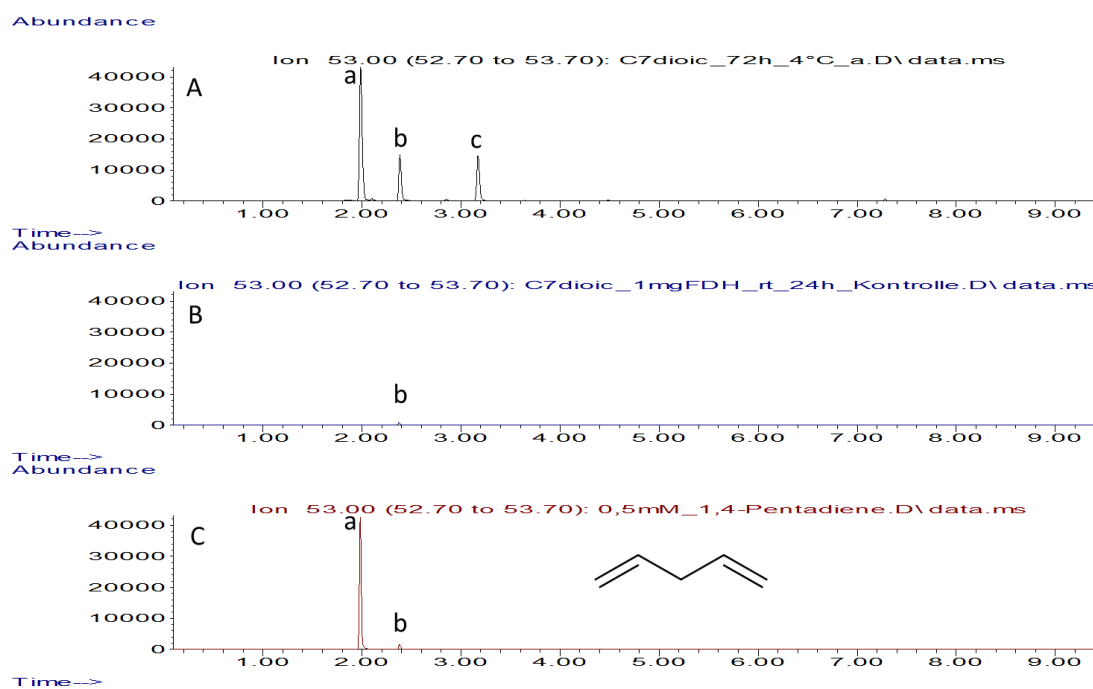 Abundance
Ion 53.00 (52.70 to 53.70): C7dioic_72h_4°C_a.D\data.ms
A
a
b
c
40000
30000
20000
10000
0
1.00 2.00 3.00 4.00 5.00 6.00 7.00 8.00 9.00
Time-->
Abundance
Ion 53.00 (52.70 to 53.70): C7dioic_1mgFDH_rt_24h_Kontrolle.D\data.ms
B
b
40000
30000
20000
10000
0
1.00 2.00 3.00 4.00 5.00 6.00 7.00 8.00 9.00
Time-->
Abundance
Ion 53.00 (52.70 to 53.70): 0,5mM_1,4-Pentadiene.D\data.ms
C
a
b
40000
30000
20000
10000
0
1.00 2.00 3.00 4.00 5.00 6.00 7.00 8.00 9.00
Time-->